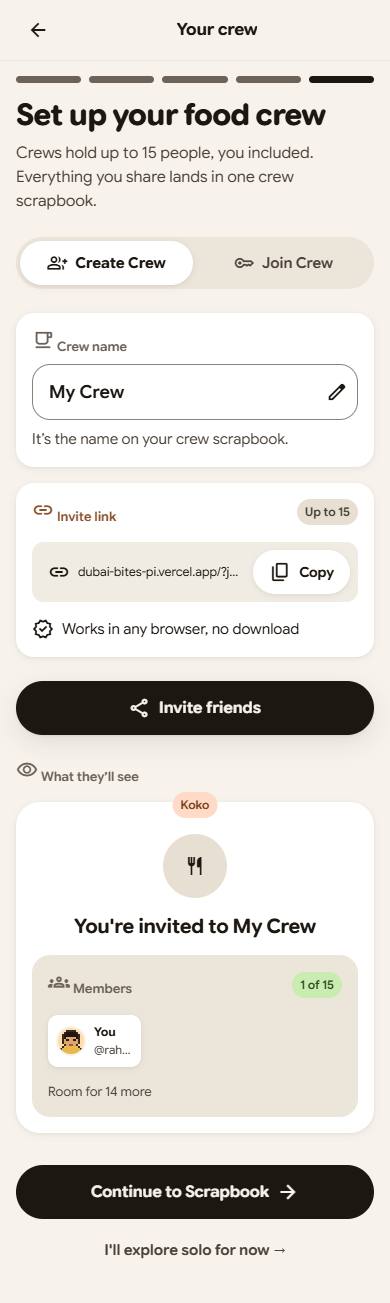 Your crew
Set up your food crew
Crews hold up to 15 people, you included.
Everything you share lands in one crew
scrapbook.
Create Crew
Join Crew
Crew name
My Crew
It's the name on your crew scrapbook.
Invite link
Up to 15
dubai-bites-pi.vercel.app/?j...
Copy
Works in any browser, no download
Invite friends
What they'll see
Koko
You're invited to My Crew
Members
1 of 15
You
@rah...
Room for 14 more
Continue to Scrapbook →
I'll explore solo for now →